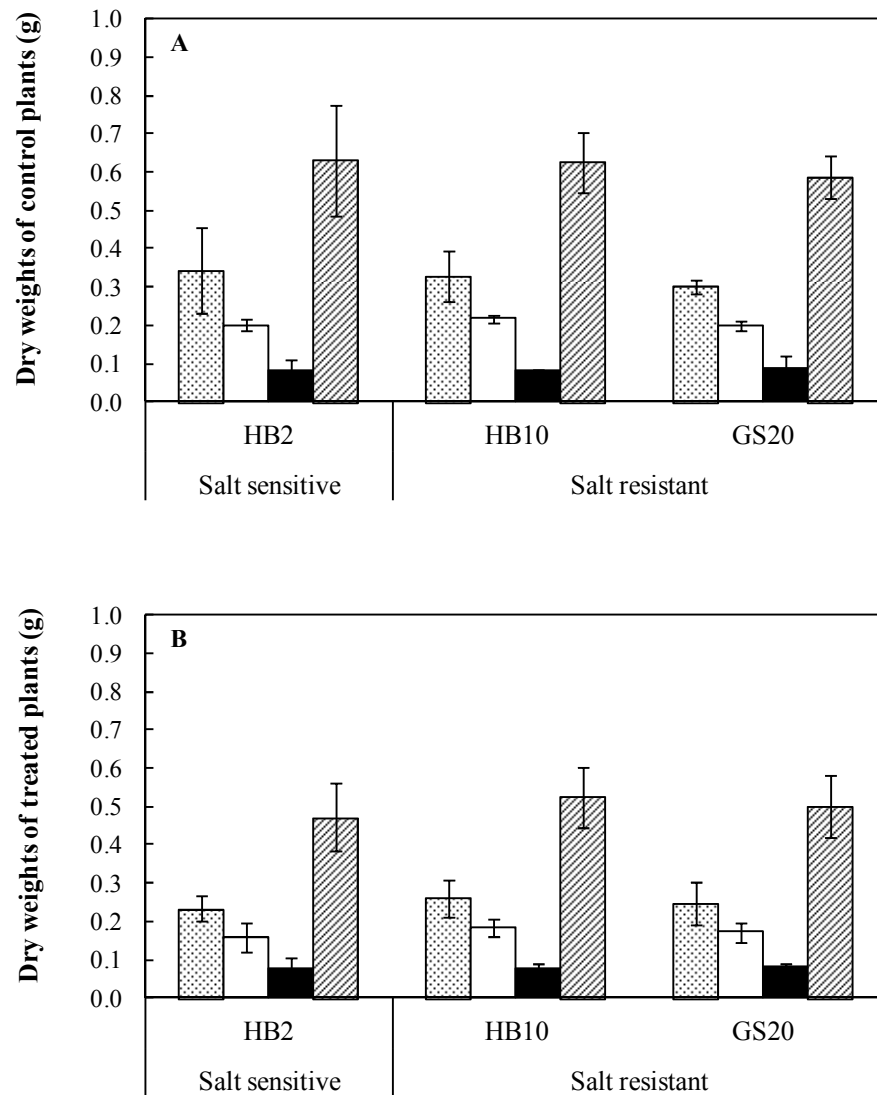 Dry weights of control plants (g)
1.0
0.9
0.8
0.7
0.6
0.5
0.4
0.3
0.2
0.1
0.0
A
HB2
HB10
GS20
Salt sensitive
Salt resistant
Dry weights of treated plants (g)
1.0
0.9
0.8
0.7
0.6
0.5
0.4
0.3
0.2
0.1
0.0
B
HB2
HB10
GS20
Salt sensitive
Salt resistant